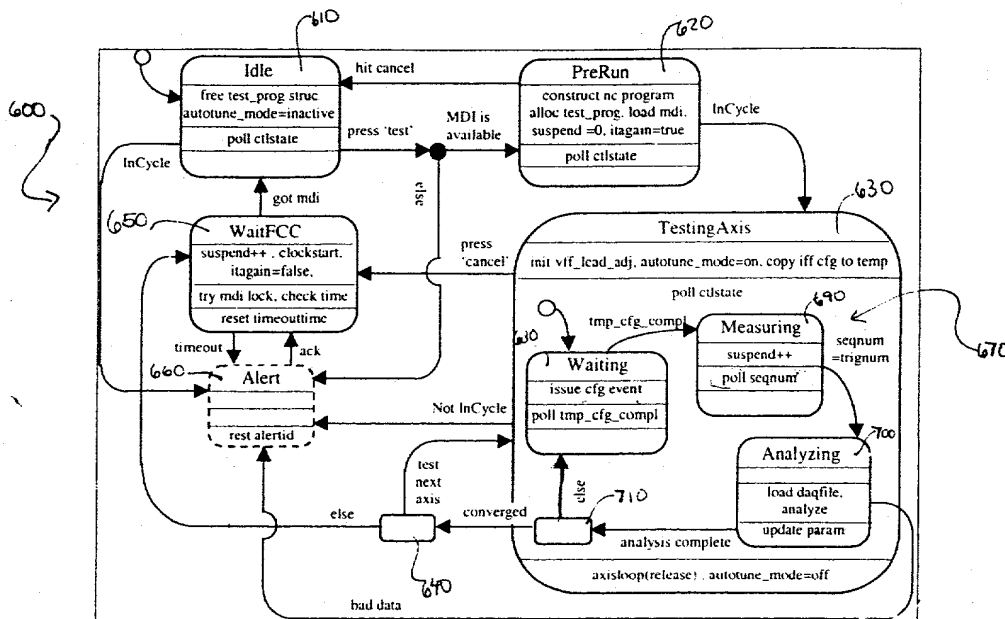 610
620
600
Idle
free test_prog struc
autotune_mode=inactive
poll ctlstate
hit cancel
PreRun
construct nc program
alloc test_prog. load mdi.
suspend =0, itagain=true
poll ctlstate
press 'test'
MDI is
available
InCycle
InCycle
else
630
got mdi
650
WaitFCC
suspend++ , clockstart.
itagain=false,
try mdi lock, check time
reset timeouttime
press
'cancel'
TestingAxis
init vff_lead_adj, autotune_mode=on, copy iff cfg to temp
poll ctlstate
690
tmp_cfg_compl
Measuring
suspend++
poll seqnum
seqnum
=trignum
670
timeout
ack
660
Alert
rest alertid
Waiting
issue cfg event
poll tmp_cfg_compl
Not InCycle
700
Analyzing
load daqfile,
analyze
update param
test
next
axis
else
710
else
converged
analysis complete
640
axisloop(release) , autotune_mode=off
bad data